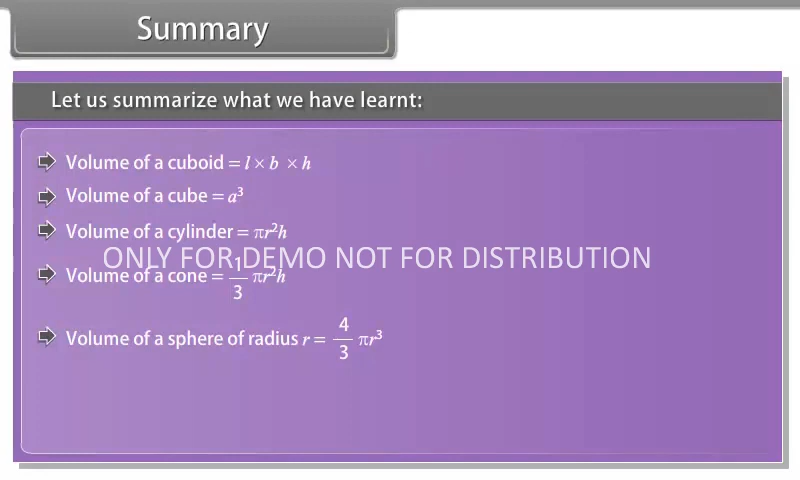 Summary
Let us summarize what we have learnt:
Volume of a cuboid = l × b × h
Volume of a cube = a³
Volume of a cylinder = πr²h
ONLY FOR DEMO NOT FOR DISTRIBUTION
Volume of a cone = 1/3 πr²h
Volume of a sphere of radius r = 4/3 πr³